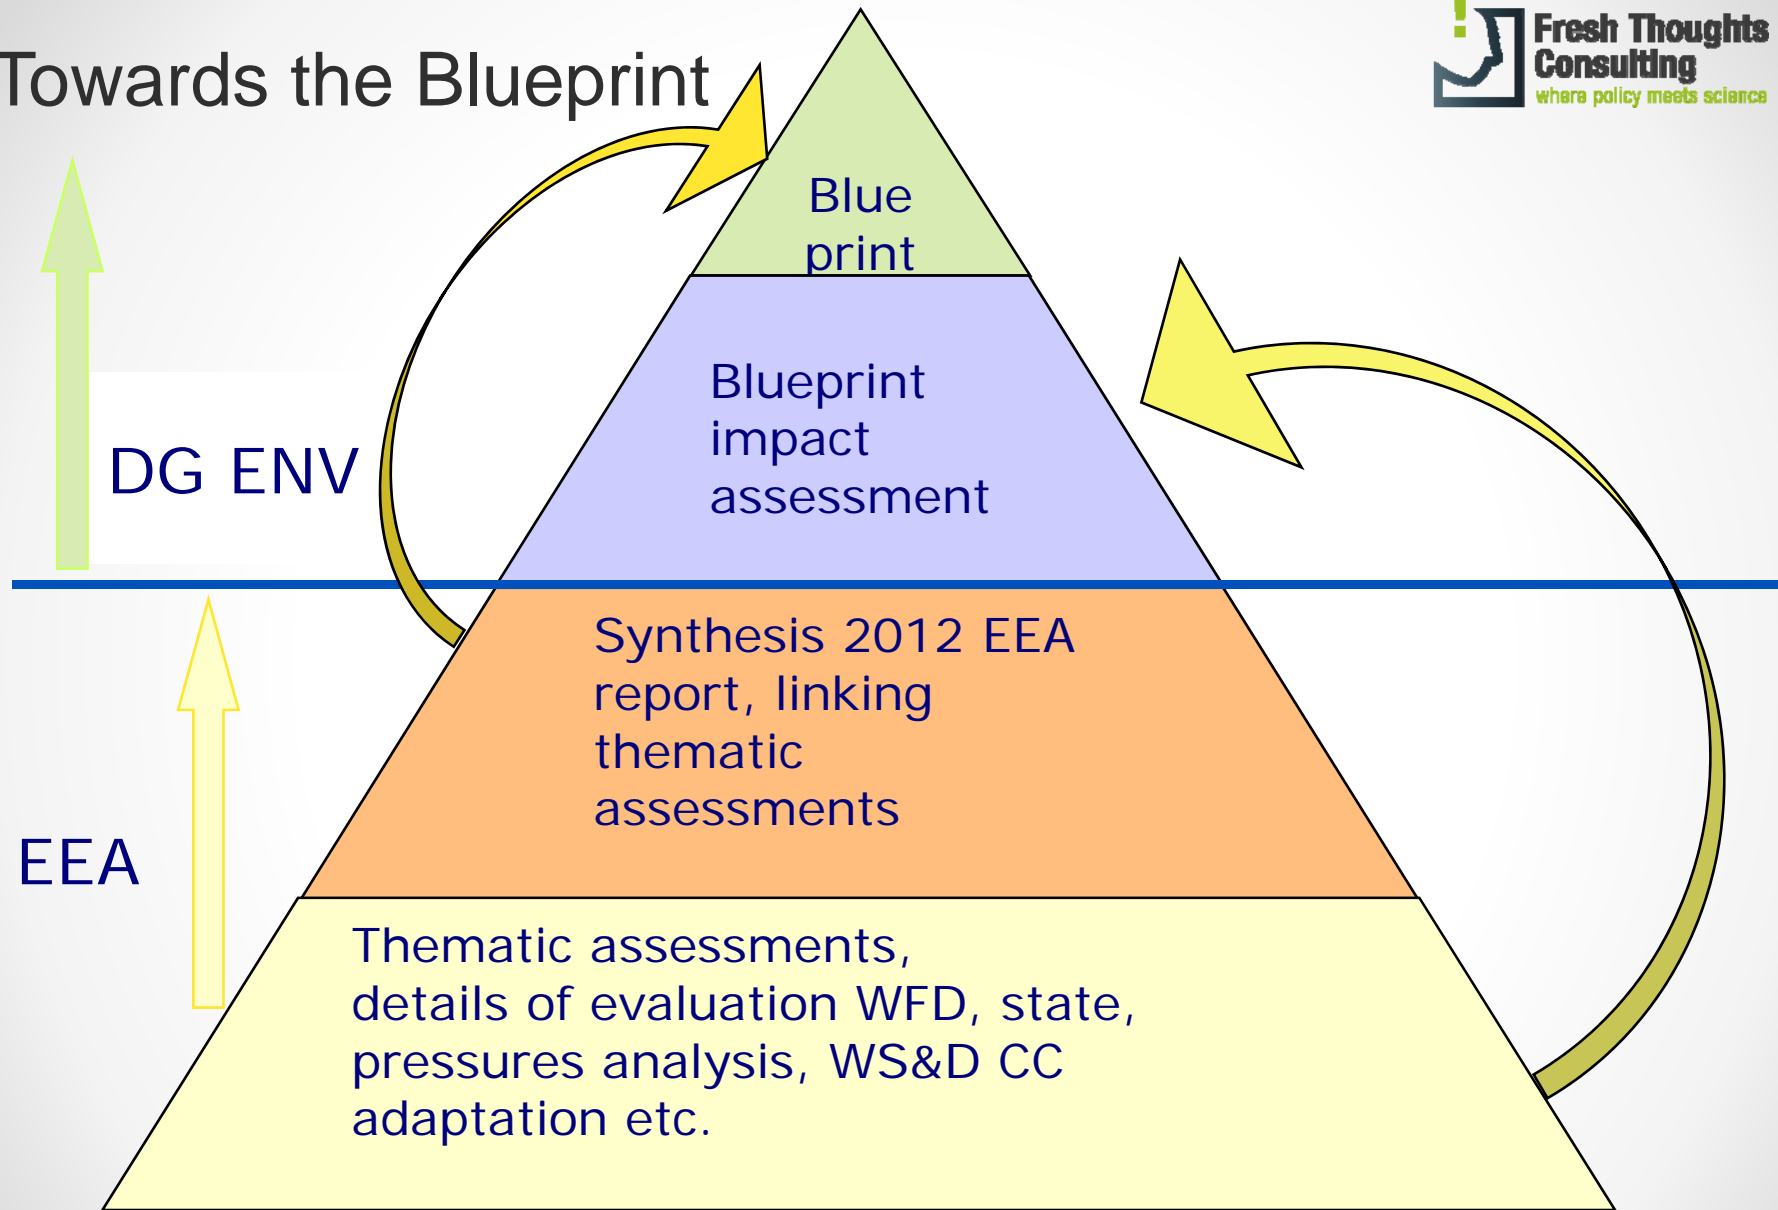 Towards the Blueprint
Fresh Thoughts
Consulting
where policy meets science
Blue
print
Blueprint
impact
assessment
DG ENV
Synthesis 2012 EEA
report, linking
thematic
assessments
EEA
Thematic assessments,
details of evaluation WFD, state,
pressures analysis, WS&D CC
adaptation etc.